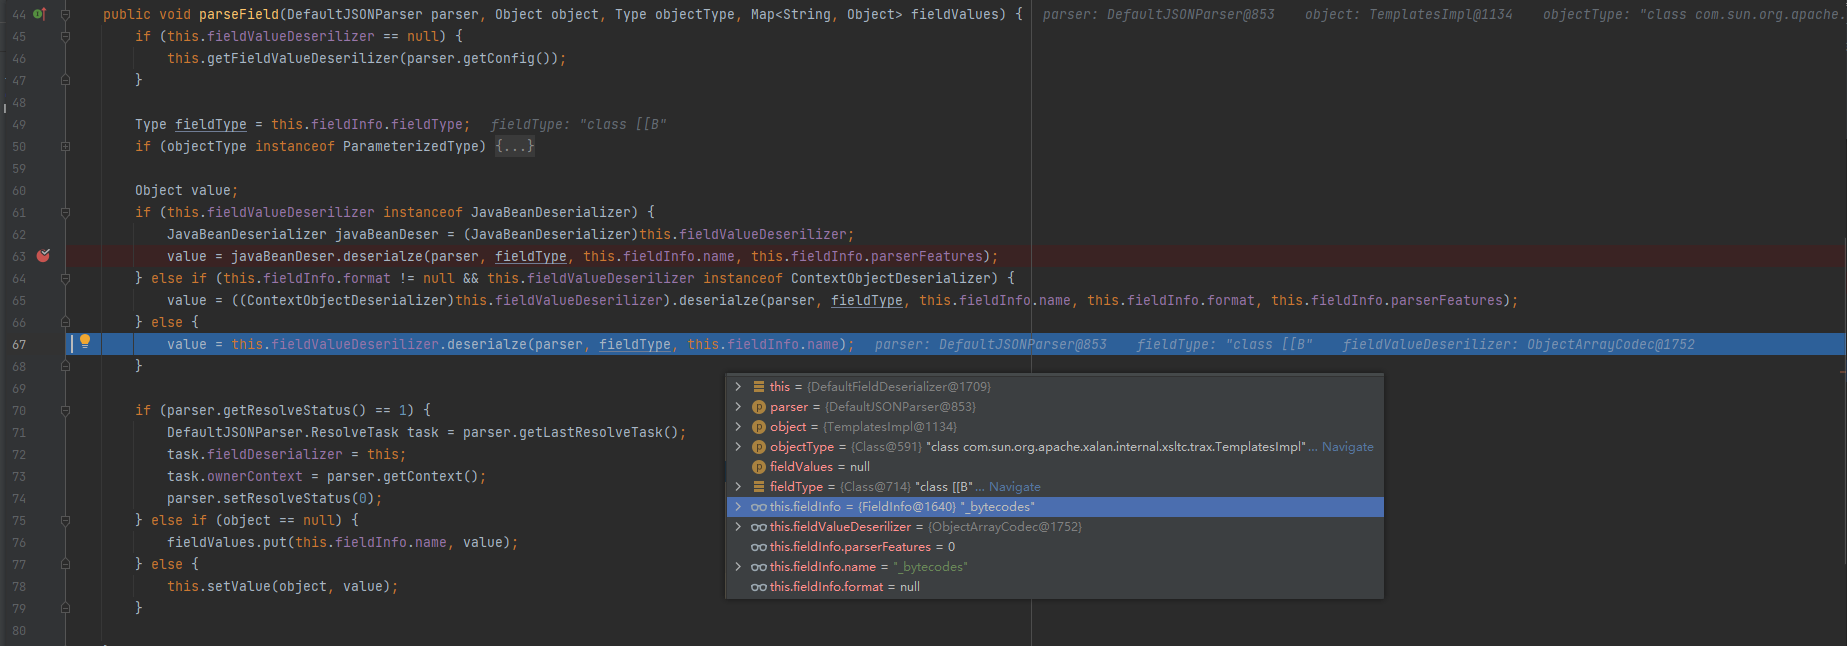 44 public void parseField(DefaultJSONParser parser, Object object, Type objectType, Map<String, Object> fieldValues) { parser: DefaultJSONParser@853 object: TemplatesImpl@1134 objectType: "class com.sun.org.apache.
45 if (this.fieldValueDeserilizer == null) {
46 this.getFieldValueDeserilizer(parser.getConfig());
47 }
48
49 Type fieldType = this.fieldInfo.fieldType; fieldType: "class [[B"
50 if (objectType instanceof ParameterizedType) {...}
59
60 Object value;
61 if (this.fieldValueDeserilizer instanceof JavaBeanDeserializer) {
62 JavaBeanDeserializer javaBeanDeser = (JavaBeanDeserializer)this.fieldValueDeserilizer;
63 value = javaBeanDeser.deserialze(parser, fieldType, this.fieldInfo.name, this.fieldInfo.parserFeatures);
64 } else if (this.fieldInfo.format != null && this.fieldValueDeserilizer instanceof ContextObjectDeserializer) {
65 value = ((ContextObjectDeserializer)this.fieldValueDeserilizer).deserialze(parser, fieldType, this.fieldInfo.name, this.fieldInfo.format, this.fieldInfo.parserFeatures);
66 } else {
67 value = this.fieldValueDeserilizer.deserialze(parser, fieldType, this.fieldInfo.name); parser: DefaultJSONParser@853 fieldType: "class [[B" fieldValueDeserilizer: ObjectArrayCodec@1752
68 }
69
70 if (parser.getResolveStatus() == 1) {
71 DefaultJSONParser.ResolveTask task = parser.getLastResolveTask();
72 task.fieldDeserializer = this;
73 task.ownerContext = parser.getContext();
74 parser.setResolveStatus(0);
75 } else if (object == null) {
76 fieldValues.put(this.fieldInfo.name, value);
77 } else {
78 this.setValue(object, value);
79 }
80
this = {DefaultFieldDeserializer@1709}
parser = {DefaultJSONParser@853}
object = {TemplatesImpl@1134}
objectType = {Class@591} "class com.sun.org.apache.xalan.internal.xsltc.trax.TemplatesImpl"... Navigate
fieldValues = null
fieldType = {Class@714} "class [[B"... Navigate
this.fieldInfo = {FieldInfo@1640} "_bytecodes"
this.fieldValueDeserilizer = {ObjectArrayCodec@1752}
this.fieldInfo.parserFeatures = 0
this.fieldInfo.name = "_bytecodes"
this.fieldInfo.format = null